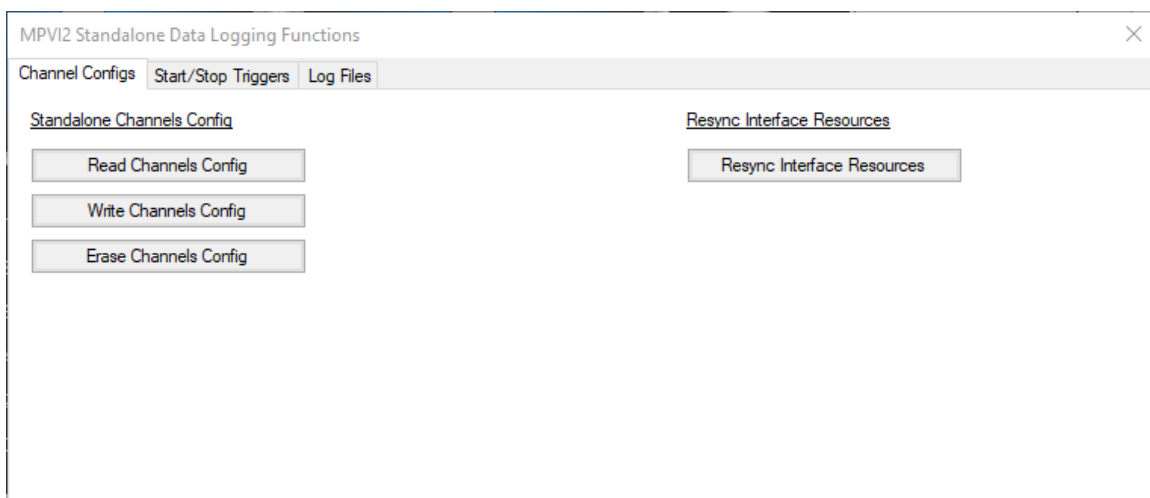 MPVI2 Standalone Data Logging Functions
Channel Configs Start/Stop Triggers Log Files
Standalone Channels Config
Read Channels Config
Write Channels Config
Erase Channels Config
Resync Interface Resources
Resync Interface Resources